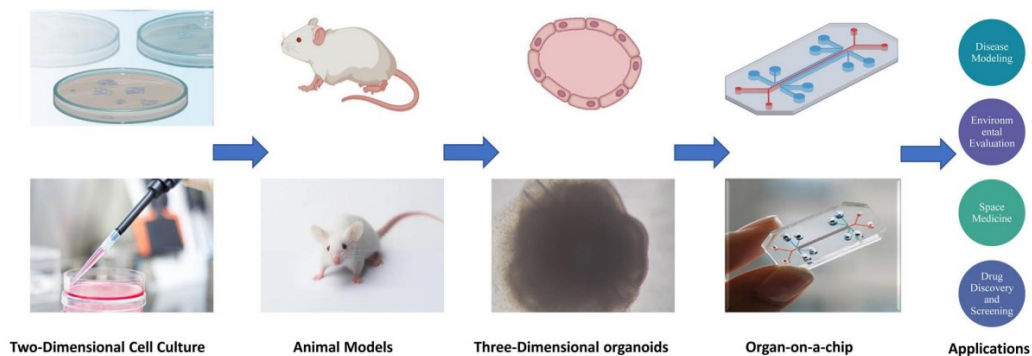 Disease
Modeling
Environm
ental
Evaluation
Space
Medicine
Drug
Discovery
and
Screening
Two-Dimensional Cell Culture
Animal Models
Three-Dimensional organoids
Organ-on-a-chip
Applications